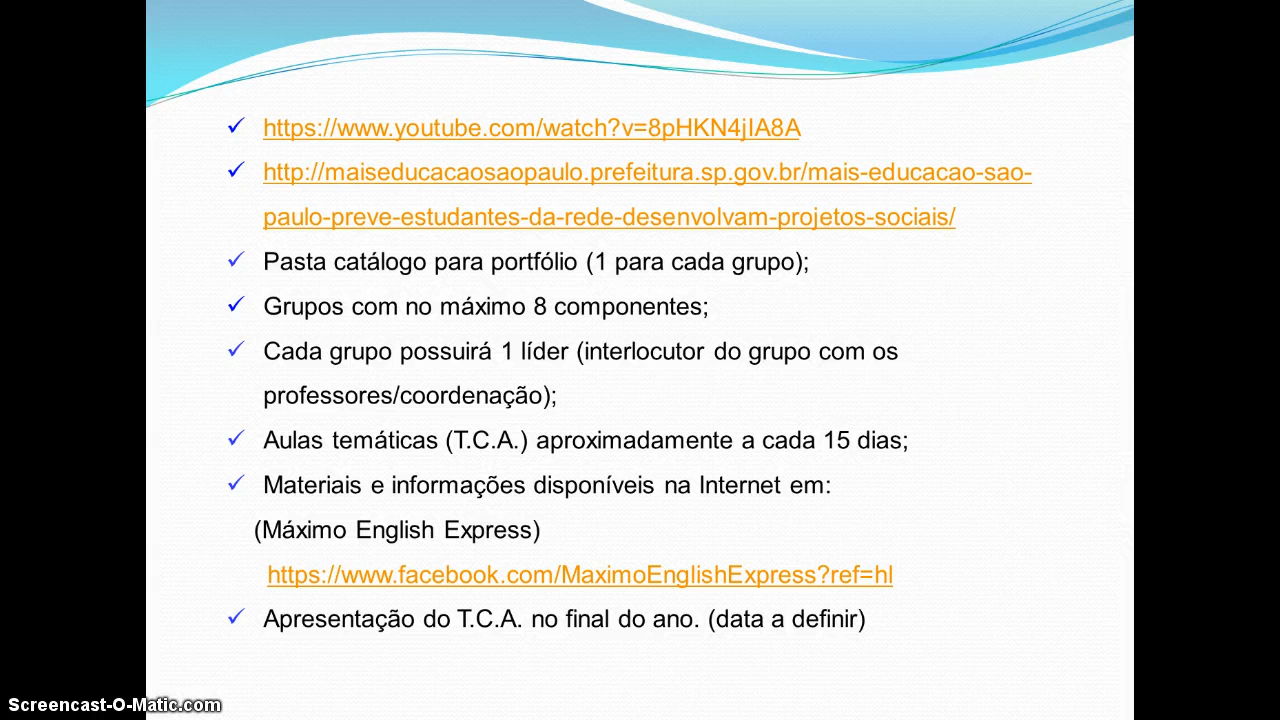 https://www.youtube.com/watch?v=8pHKN4jIA8A
http://maiseducacaosaopaulo.prefeitura.sp.gov.br/mais-educacao-sao-
paulo-preve-estudantes-da-rede-desenvolvam-projetos-sociais/
Pasta catálogo para portfólio (1 para cada grupo);
Grupos com no máximo 8 componentes;
Cada grupo possuirá 1 líder (interlocutor do grupo com os
professores/coordenação);
Aulas temáticas (T.C.A.) aproximadamente a cada 15 dias;
Materiais e informações disponíveis na Internet em:
(Máximo English Express)
https://www.facebook.com/MaximoEnglishExpress?ref=hl
Apresentação do T.C.A. no final do ano. (data a definir)
Screencast-O-Matic.com